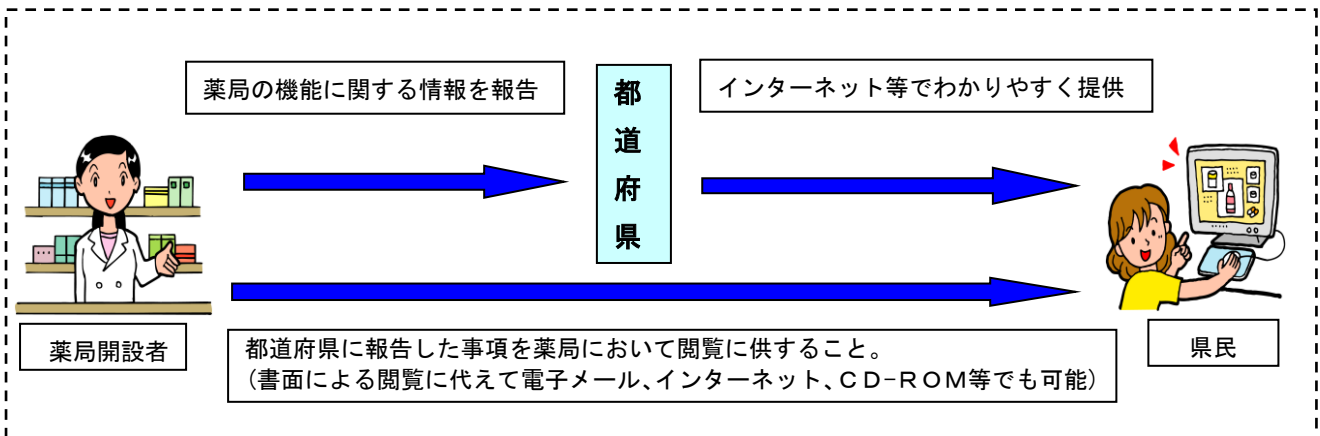 薬局の機能に関する情報を報告
都道府県
インターネット等でわかりやすく提供
薬局開設者
都道府県に報告した事項を薬局において閲覧に供すること。
(書面による閲覧に代えて電子メール、インターネット、CD-ROM等でも可能)
県民